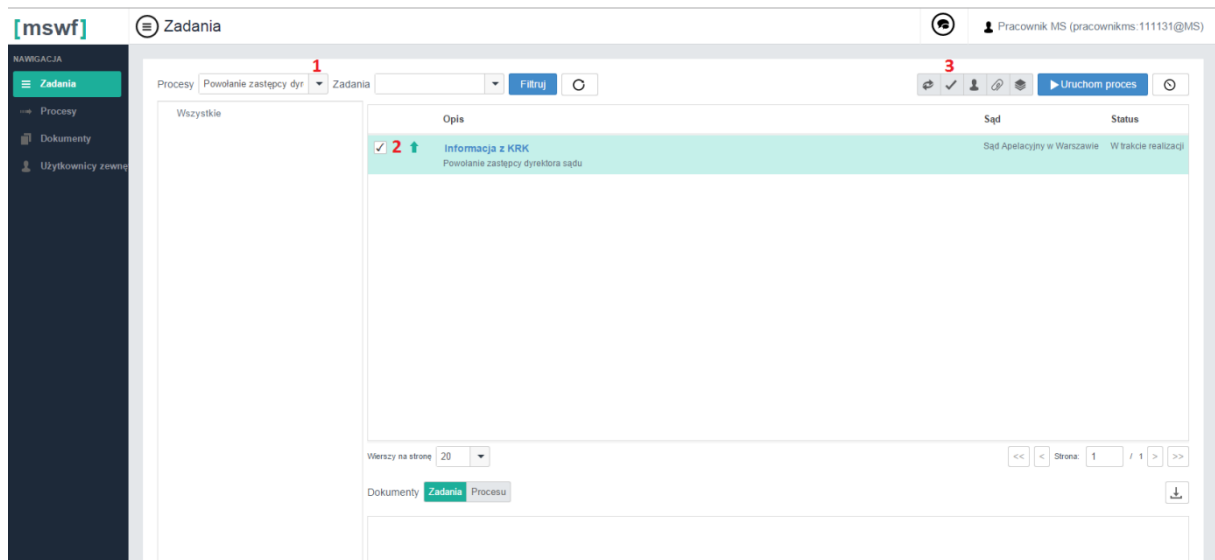 [mswf]
Zadania
Pracownik MS (pracownikms:111131@MS)
NAWIGACJA
Zadania
Procesy
Dokumenty
Użytkownicy zewnę
1
3
Procesy Powołanie zastępcy dyr Zadania Filtruj Uruchom proces
Wszystkie
Opis Sąd Status
2 Informacja z KRK Sąd Apelacyjny w Warszawie W trakcie realizacji
Powołanie zastępcy dyrektora sądu
Wierszy na stronę 20 << < Strona: 1 / 1 > >>
Dokumenty Zadania Procesu